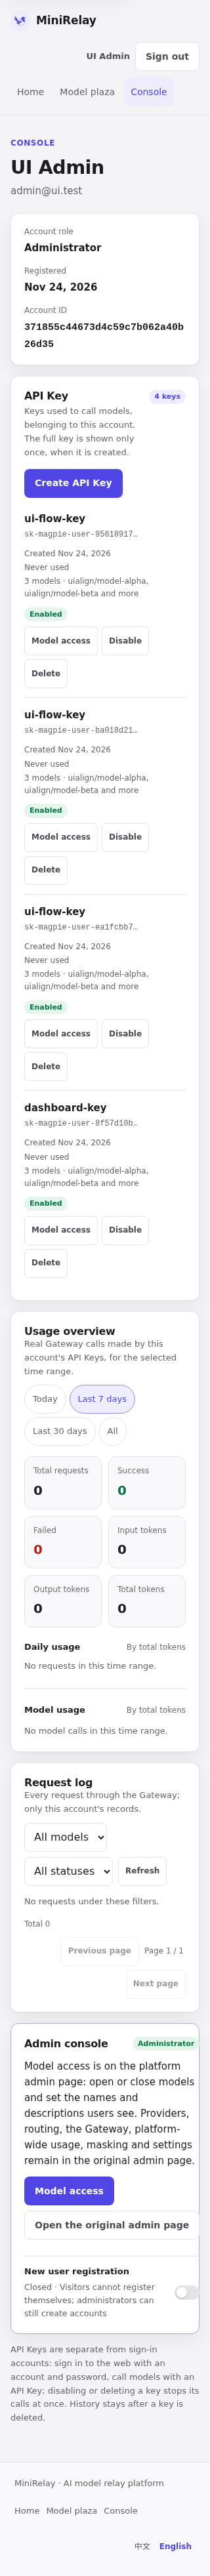 MiniRelay
UI Admin
Sign out
Home
Model plaza
Console
CONSOLE
UI Admin
admin@ui.test
Account role
Administrator
Registered
Nov 24, 2026
Account ID
371855c44673d4c59c7b062a40b
26d35
API Key
4 keys
Keys used to call models,
belonging to this account.
The full key is shown only
once, when it is created.
Create API Key
ui-flow-key
sk-magpie-user-95618917…
Created Nov 24, 2026
Never used
3 models · uialign/model-alpha,
uialign/model-beta and more
Enabled
Model access
Disable
Delete
ui-flow-key
sk-magpie-user-ba018d21…
Created Nov 24, 2026
Never used
3 models · uialign/model-alpha,
uialign/model-beta and more
Enabled
Model access
Disable
Delete
ui-flow-key
sk-magpie-user-ea1fcbb7…
Created Nov 24, 2026
Never used
3 models · uialign/model-alpha,
uialign/model-beta and more
Enabled
Model access
Disable
Delete
dashboard-key
sk-magpie-user-8f57d10b…
Created Nov 24, 2026
Never used
3 models · uialign/model-alpha,
uialign/model-beta and more
Enabled
Model access
Disable
Delete
Usage overview
Real Gateway calls made by this
account's API Keys, for the selected
time range.
Today
Last 7 days
Last 30 days
All
Total requests
0
Success
0
Failed
0
Input tokens
0
Output tokens
0
Total tokens
0
Daily usage
By total tokens
No requests in this time range.
Model usage
By total tokens
No model calls in this time range.
Request log
Every request through the Gateway;
only this account's records.
All models
All statuses
Refresh
No requests under these filters.
Total 0
Previous page
Page 1 / 1
Next page
Admin console
Administrator
Model access is on the platform
admin page: open or close models
and set the names and
descriptions users see. Providers,
routing, the Gateway, platform-
wide usage, masking and settings
remain in the original admin page.
Model access
Open the original admin page
New user registration
Closed · Visitors cannot register
themselves; administrators can
still create accounts
API Keys are separate from sign-in
accounts: sign in to the web with an
account and password, call models with an
API Key; disabling or deleting a key stops its
calls at once. History stays after a key is
deleted.
MiniRelay · AI model relay platform
Home
Model plaza
Console
中文
English